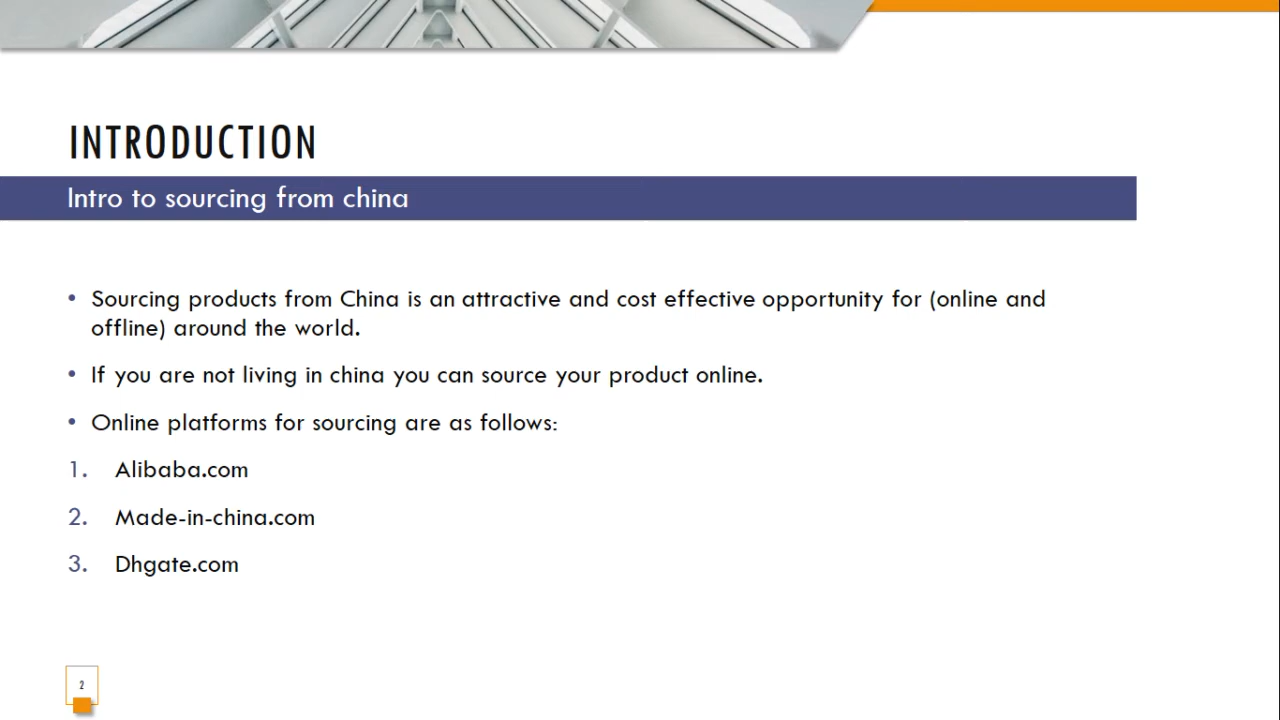 INTRODUCTION
Intro to sourcing from china
• Sourcing products from China is an attractive and cost effective opportunity for (online and
offline) around the world.
• If you are not living in china you can source your product online.
• Online platforms for sourcing are as follows:
1. Alibaba.com
2. Made-in-china.com
3. Dhgate.com
2